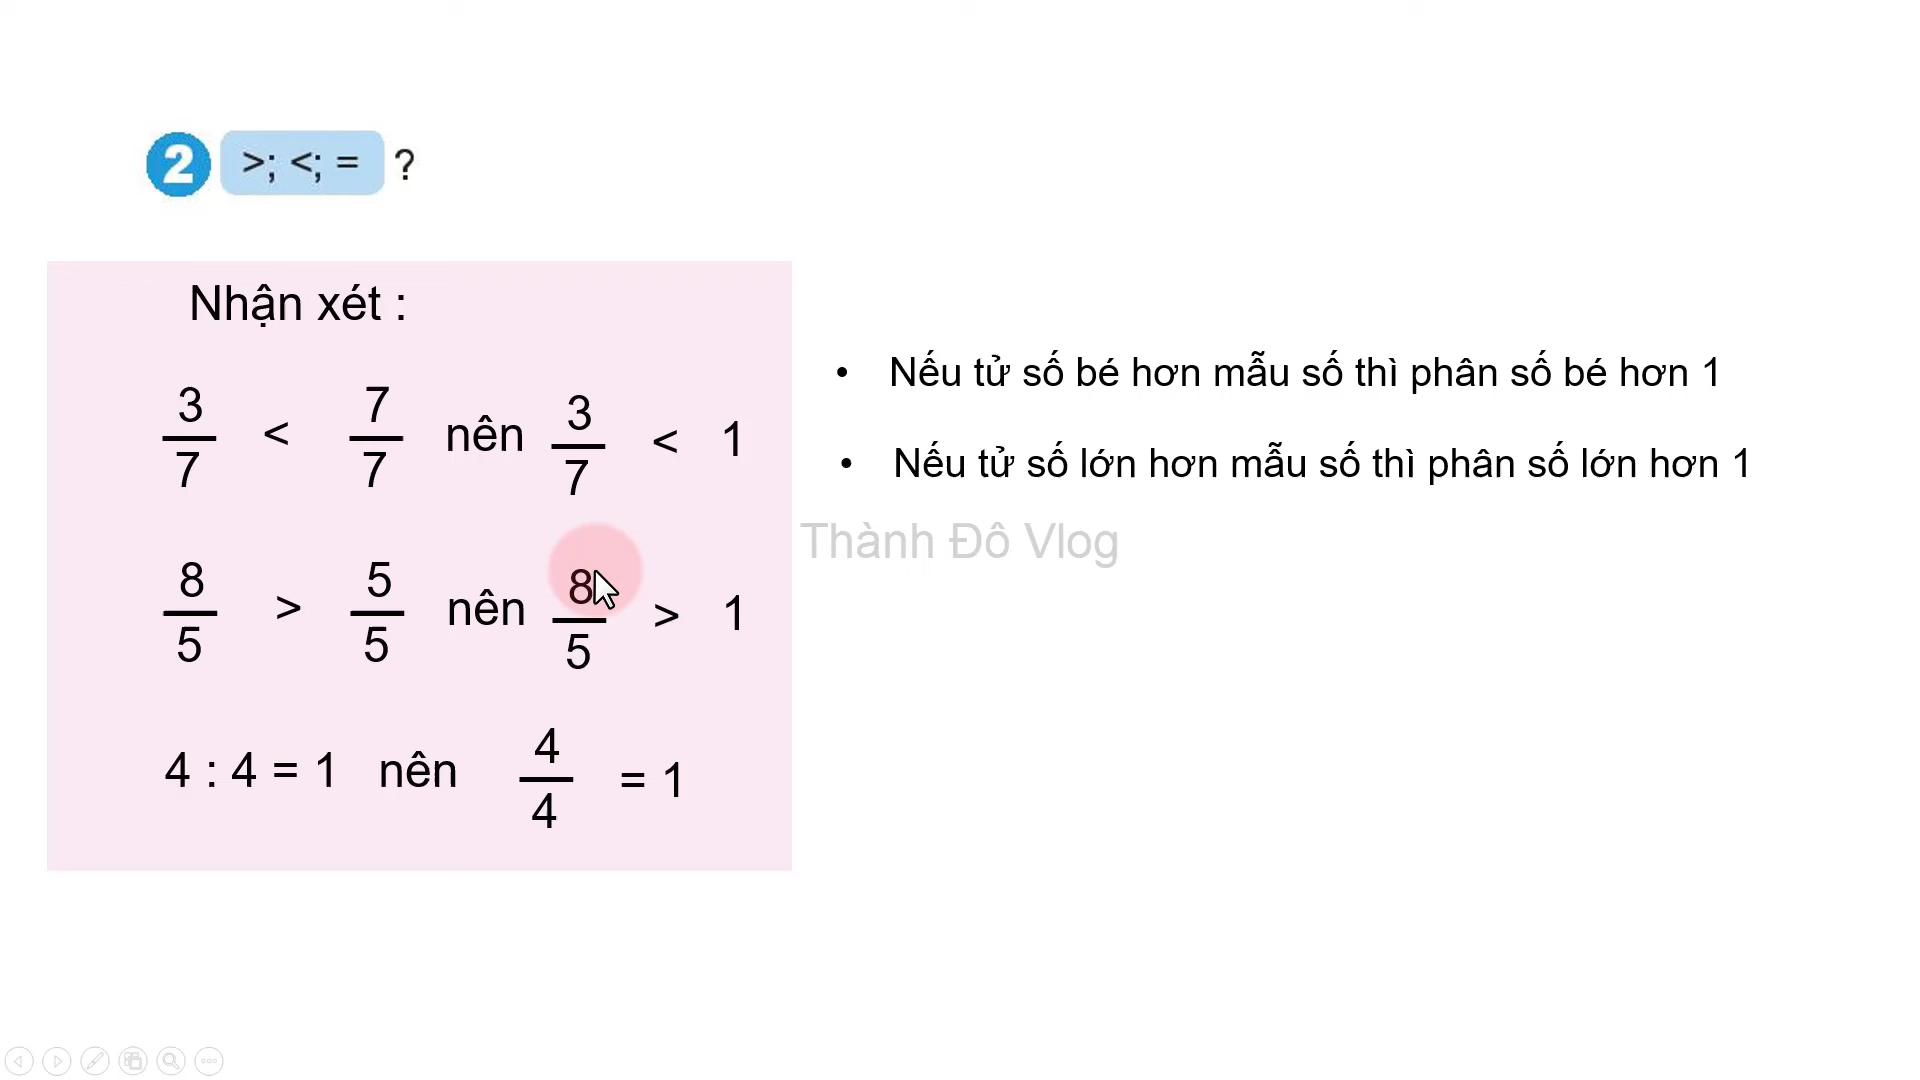 2 >; <; = ?
Nhận xét :
3/7 < 7/7 nên 3/7 < 1
8/5 > 5/5 nên 8/5 > 1
4 : 4 = 1 nên 4/4 = 1
• Nếu tử số bé hơn mẫu số thì phân số bé hơn 1
• Nếu tử số lớn hơn mẫu số thì phân số lớn hơn 1
Thành Đô Vlog